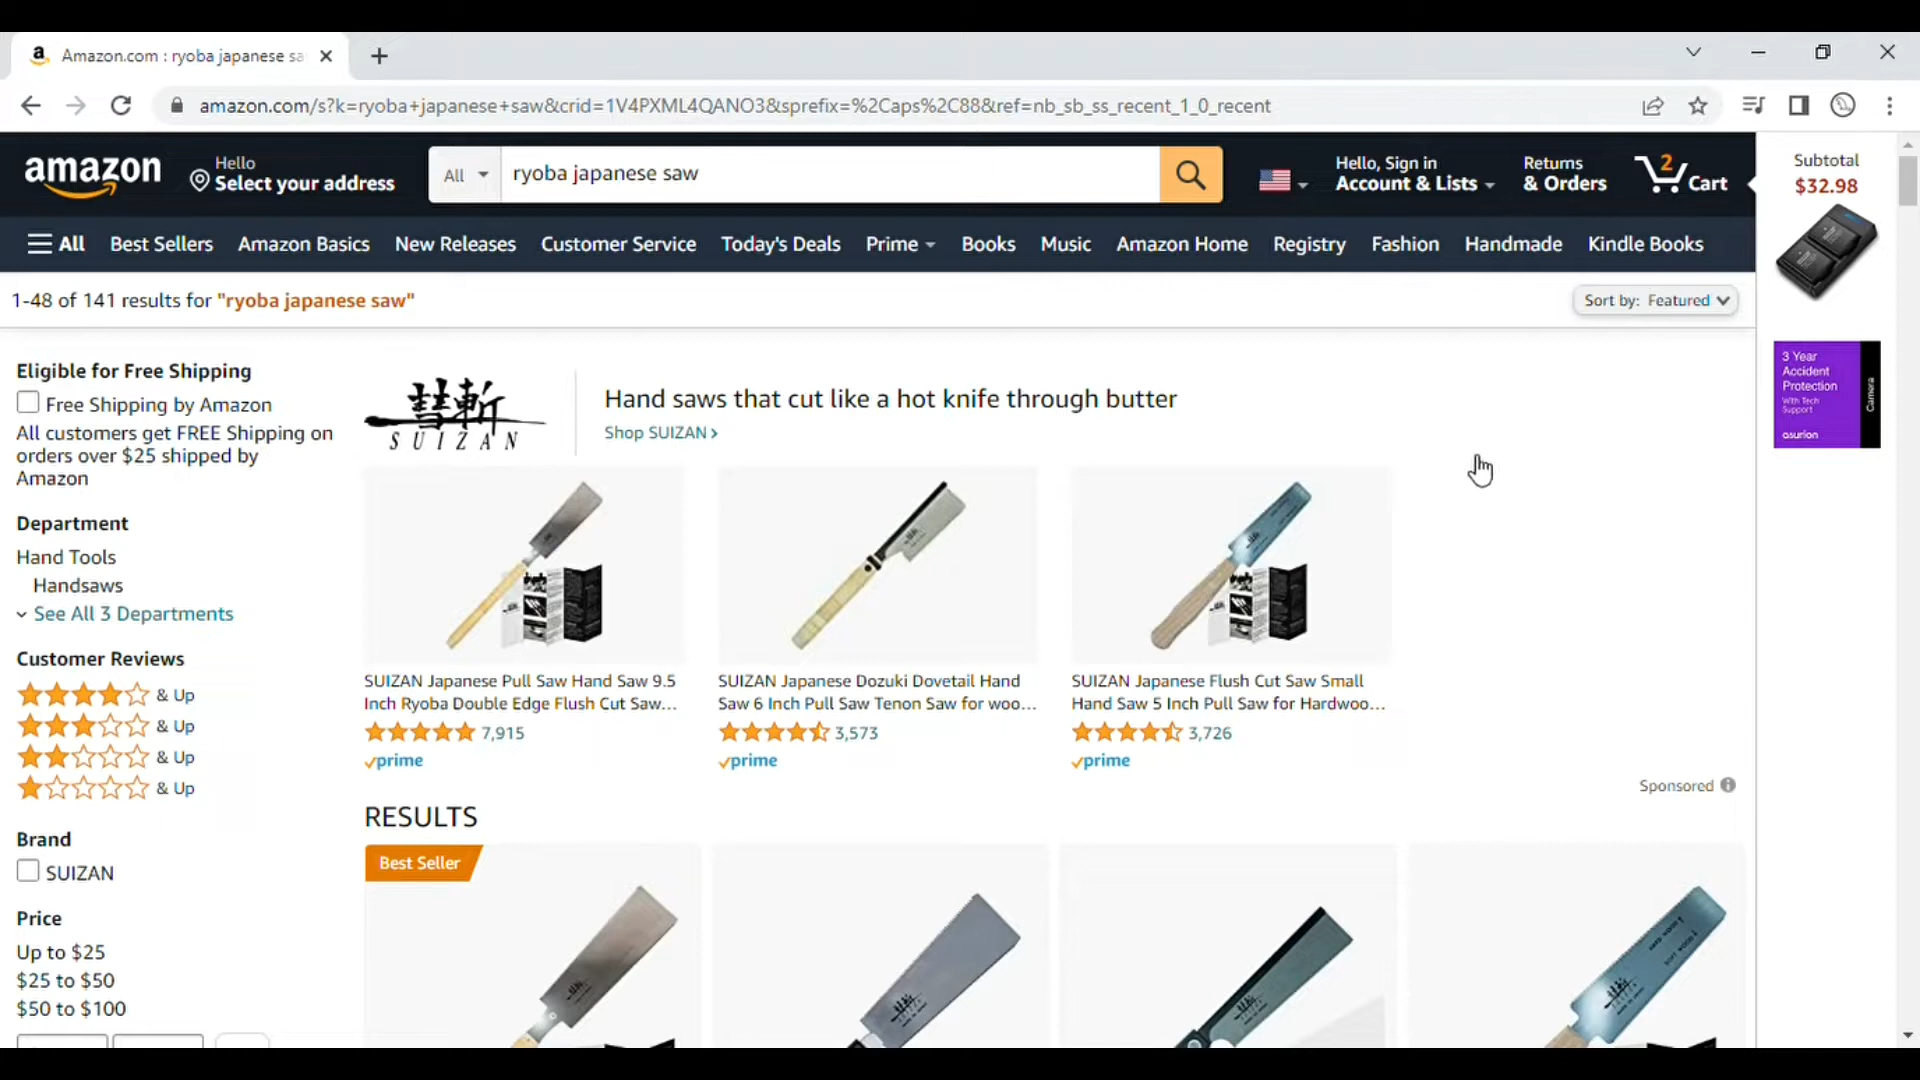 Amazon.com : ryoba japanese sa
amazon.com/s?k=ryoba+japanese+saw&crid=1V4PXML4QANO3&sprefix=%2Caps%2C88&ref=nb_sb_ss_recent_1_0_recent
amazon
Hello
Select your address
All
ryoba japanese saw
Hello, Sign in
Account & Lists
Returns
& Orders
2
Cart
Subtotal
$32.98
All Best Sellers Amazon Basics New Releases Customer Service Today's Deals Prime Books Music Amazon Home Registry Fashion Handmade Kindle Books
1-48 of 141 results for "ryoba japanese saw"
Sort by: Featured
3 Year
Accident
Protection
With Tech
Support
asurion
Camera
Eligible for Free Shipping
Free Shipping by Amazon
All customers get FREE Shipping on
orders over $25 shipped by
Amazon
Department
Hand Tools
Handsaws
See All 3 Departments
Customer Reviews
& Up
& Up
& Up
& Up
Brand
SUIZAN
Price
Up to $25
$25 to $50
$50 to $100
彗斬
SUIZAN
Hand saws that cut like a hot knife through butter
Shop SUIZAN
SUIZAN Japanese Pull Saw Hand Saw 9.5
Inch Ryoba Double Edge Flush Cut Saw...
7,915
prime
SUIZAN Japanese Dozuki Dovetail Hand
Saw 6 Inch Pull Saw Tenon Saw for woo...
3,573
prime
SUIZAN Japanese Flush Cut Saw Small
Hand Saw 5 Inch Pull Saw for Hardwoo...
3,726
prime
Sponsored
RESULTS
Best Seller